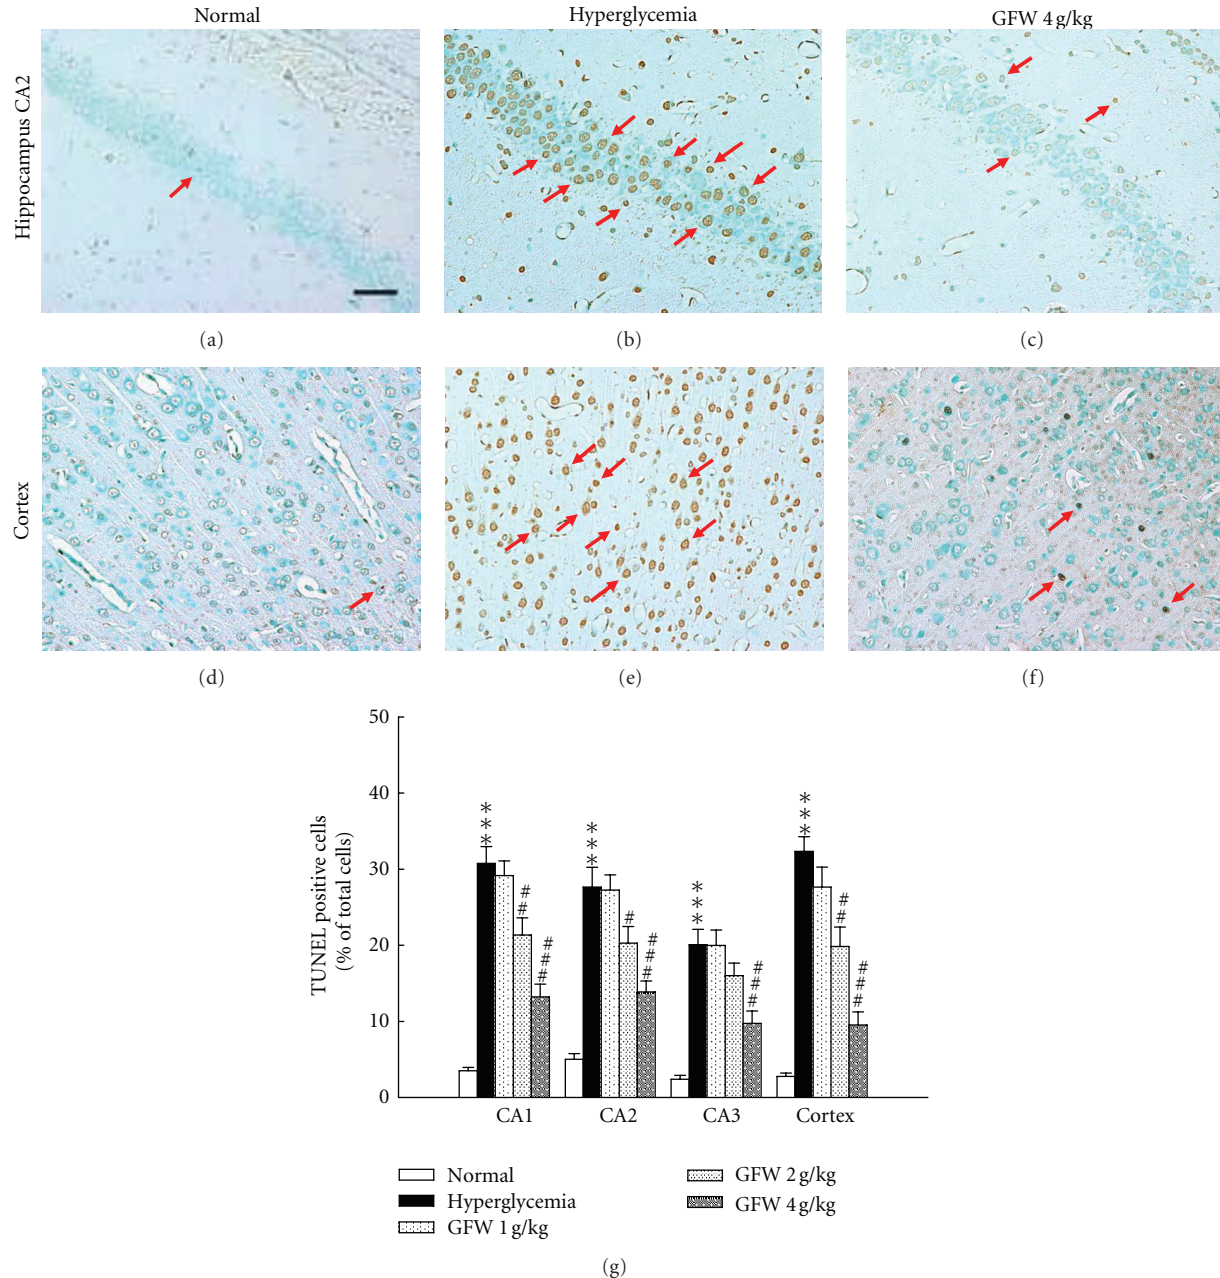 Normal
Hyperglycemia
GFW 4 g/kg
Hippocampus CA2
(a)
(b)
(c)
Cortex
(d)
(e)
(f)
50
40
30
20
10
0
TUNEL positive cells
(% of total cells)
***
##
###
***
#
###
***
###
***
##
###
CA1
CA2
CA3
Cortex
Normal
Hyperglycemia
GFW 1 g/kg
GFW 2 g/kg
GFW 4 g/kg
(g)